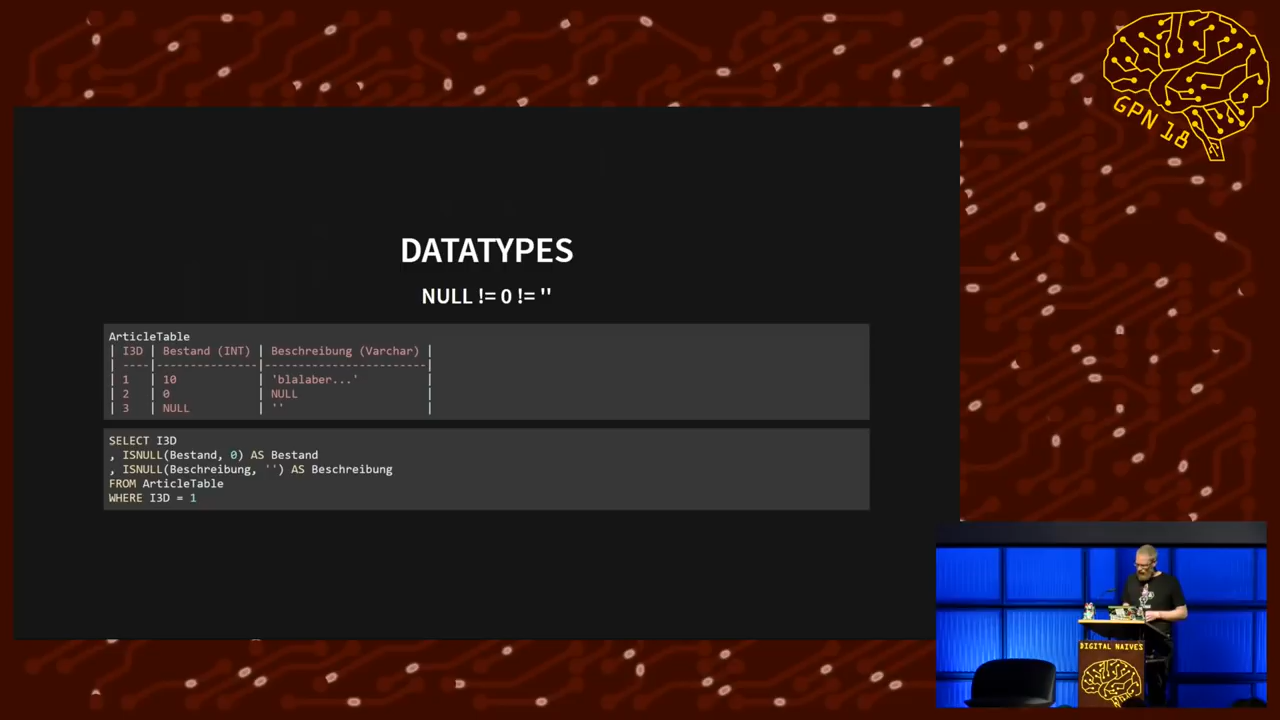 GPN 18
DATATYPES
NULL != 0 != ''
ArticleTable
| I3D | Bestand (INT) | Beschreibung (Varchar) |
| ----|---------------|------------------------|
| 1 | 10 | 'blalaber...' |
| 2 | 0 | NULL |
| 3 | NULL | '' |
SELECT I3D
, ISNULL(Bestand, 0) AS Bestand
, ISNULL(Beschreibung, '') AS Beschreibung
FROM ArticleTable
WHERE I3D = 1
DIGITAL NAIVES